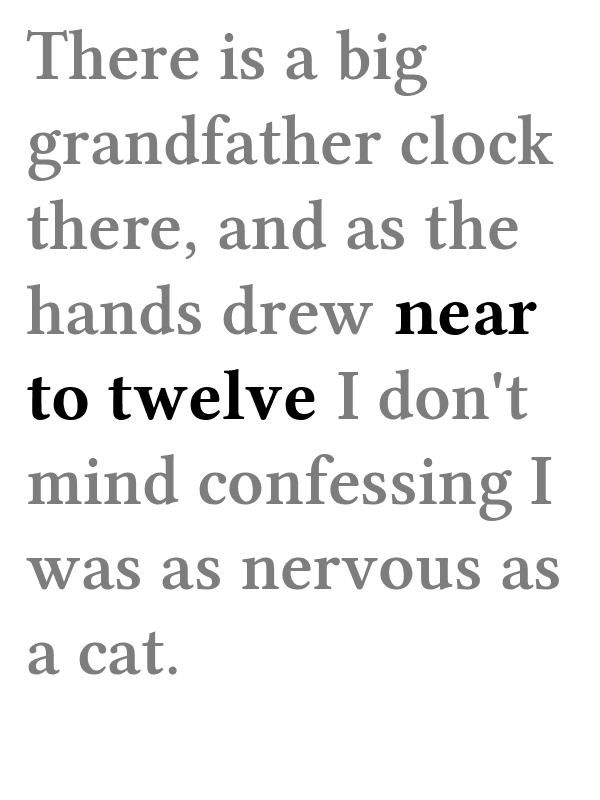 There is a big
grandfather clock
there, and as the
hands drew near
to twelve I don't
mind confessing I
was as nervous as
a cat.